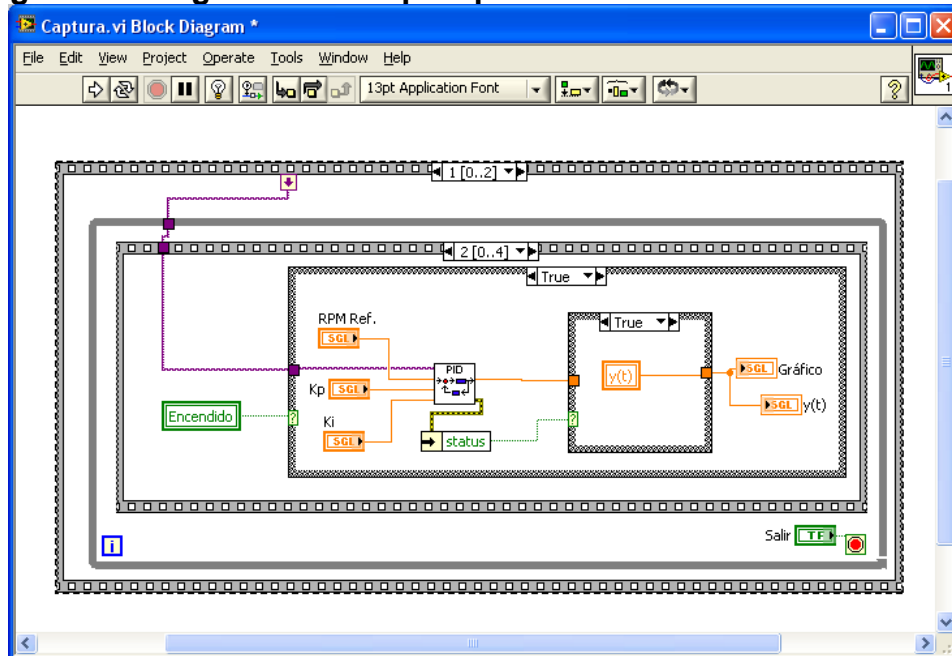 Captura.vi Block Diagram *
File Edit View Project Operate Tools Window Help
13pt Application Font
?
1
1 [0..2]
2 [0..4]
True
RPM Ref.
SGL
True
PID
y(t)
SGL Gráfico
Kp SGL
SGL y(t)
Encendido
?
?
Ki
SGL
status
i
Salir TF